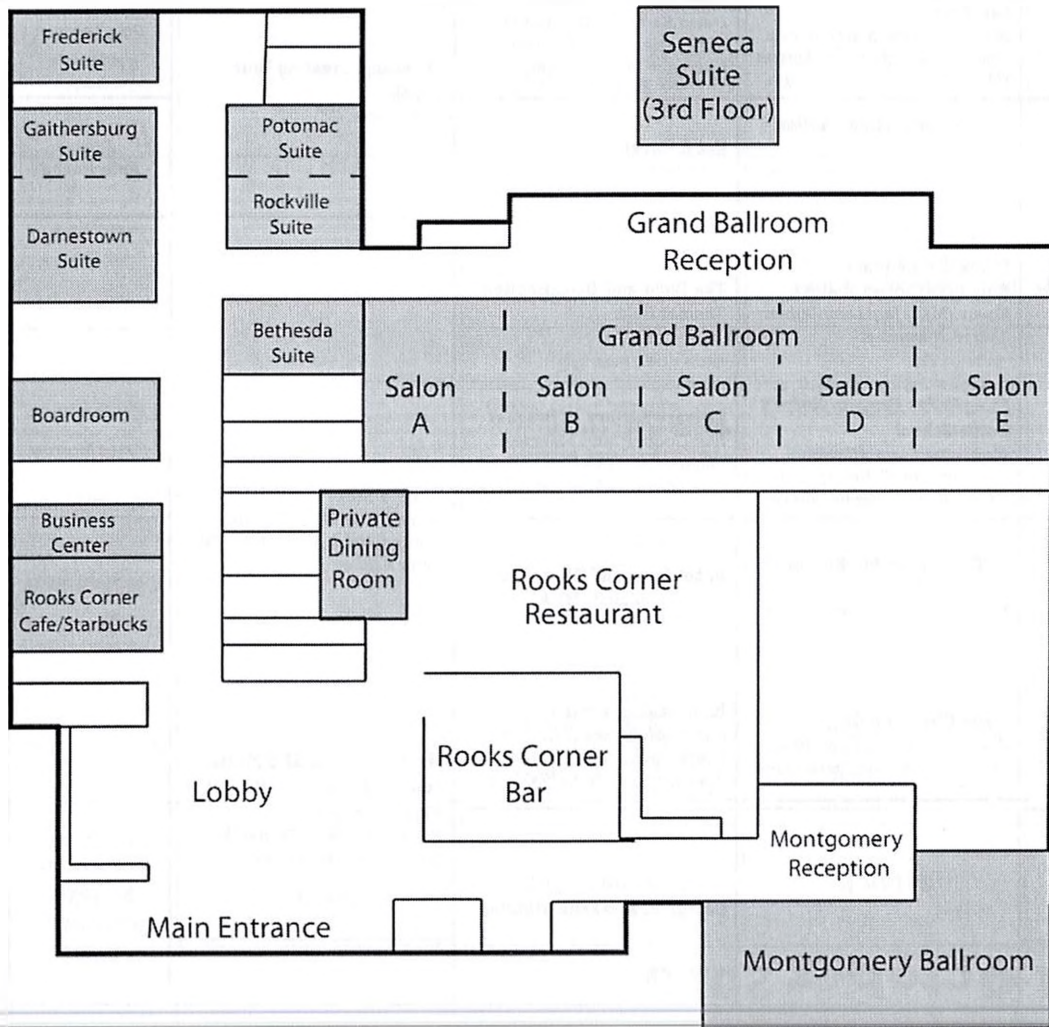 Frederick
Suite
Seneca
Suite
(3rd Floor)
Gaithersburg
Suite
Potomac
Suite
Darnestown
Suite
Rockville
Suite
Grand Ballroom
Reception
Bethesda
Suite
Grand Ballroom
Salon
A
Salon
B
Salon
C
Salon
D
Salon
E
Boardroom
Business
Center
Private
Dining
Room
Rooks Corner
Cafe/Starbucks
Rooks Corner
Restaurant
Rooks Corner
Bar
Lobby
Montgomery
Reception
Main Entrance
Montgomery Ballroom